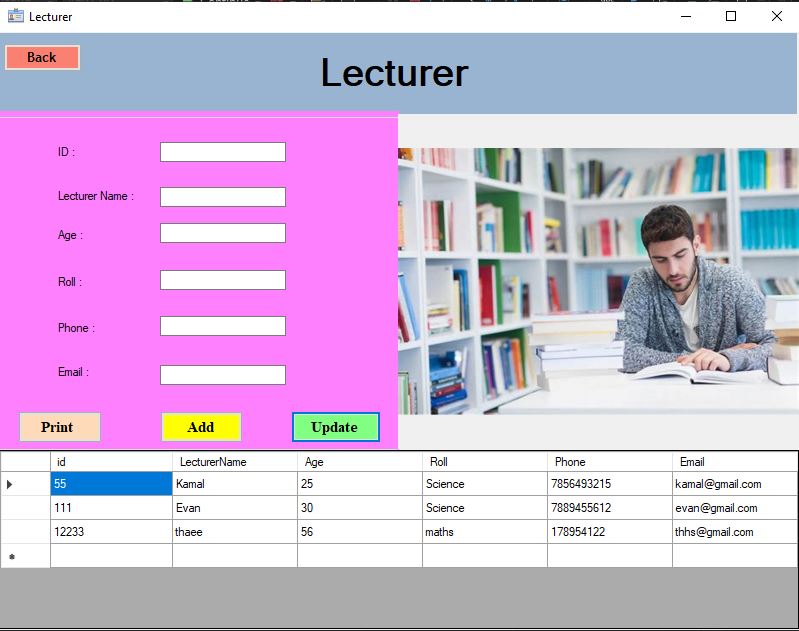 Lecturer
Back
Lecturer
ID :
Lecturer Name :
Age :
Roll :
Phone :
Email :
Print Add Update
id LecturerName Age Roll Phone Email
55 Kamal 25 Science 7856493215 kamal@gmail.com
111 Evan 30 Science 7889455612 evan@gmail.com
12233 thaee 56 maths 178954122 thhs@gmail.com